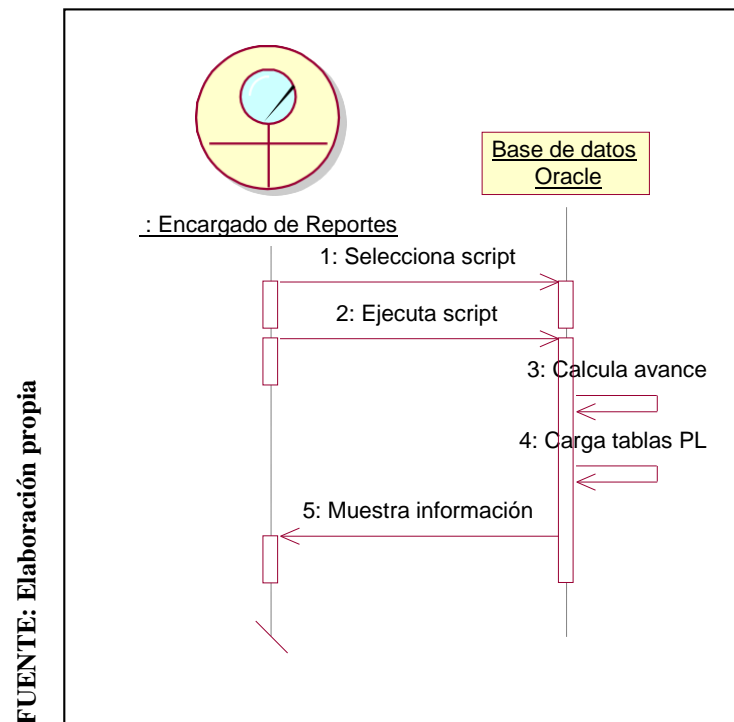 Base de datos
Oracle
: Encargado de Reportes
1: Selecciona script
2: Ejecuta script
3: Calcula avance
4: Carga tablas PL
5: Muestra información
FUENTE: Elaboración propia